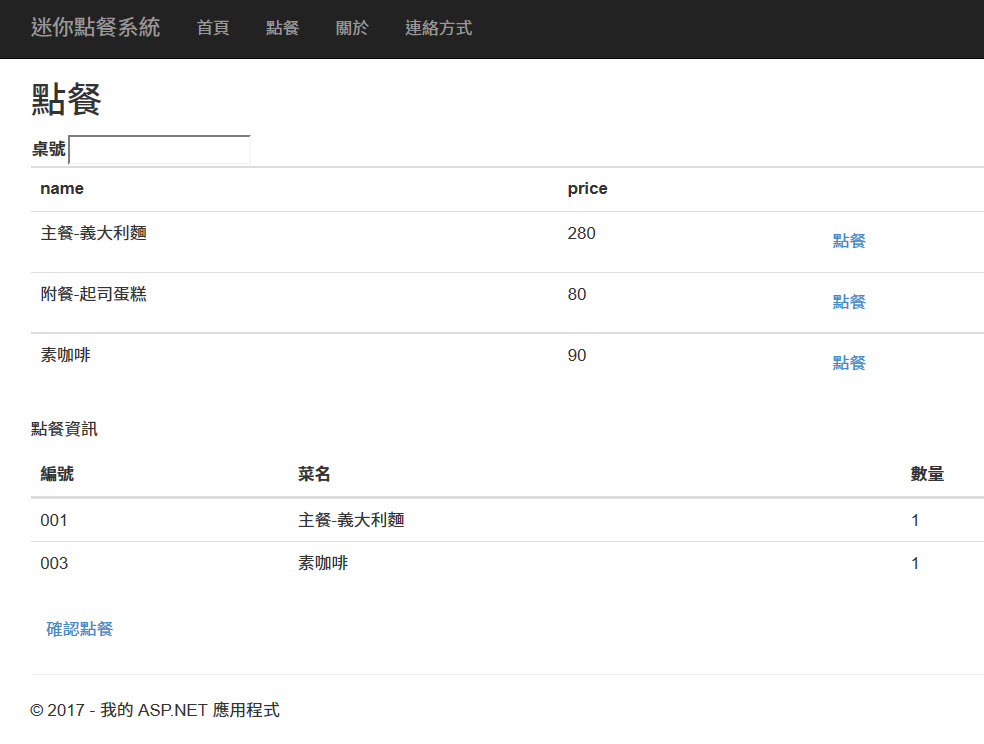 迷你點餐系統 首頁 點餐 關於 連絡方式
點餐
桌號
name price
主餐-義大利麵 280 點餐
附餐-起司蛋糕 80 點餐
素咖啡 90 點餐
點餐資訊
編號 菜名 數量
001 主餐-義大利麵 1
003 素咖啡 1
確認點餐
© 2017 - 我的 ASP.NET 應用程式